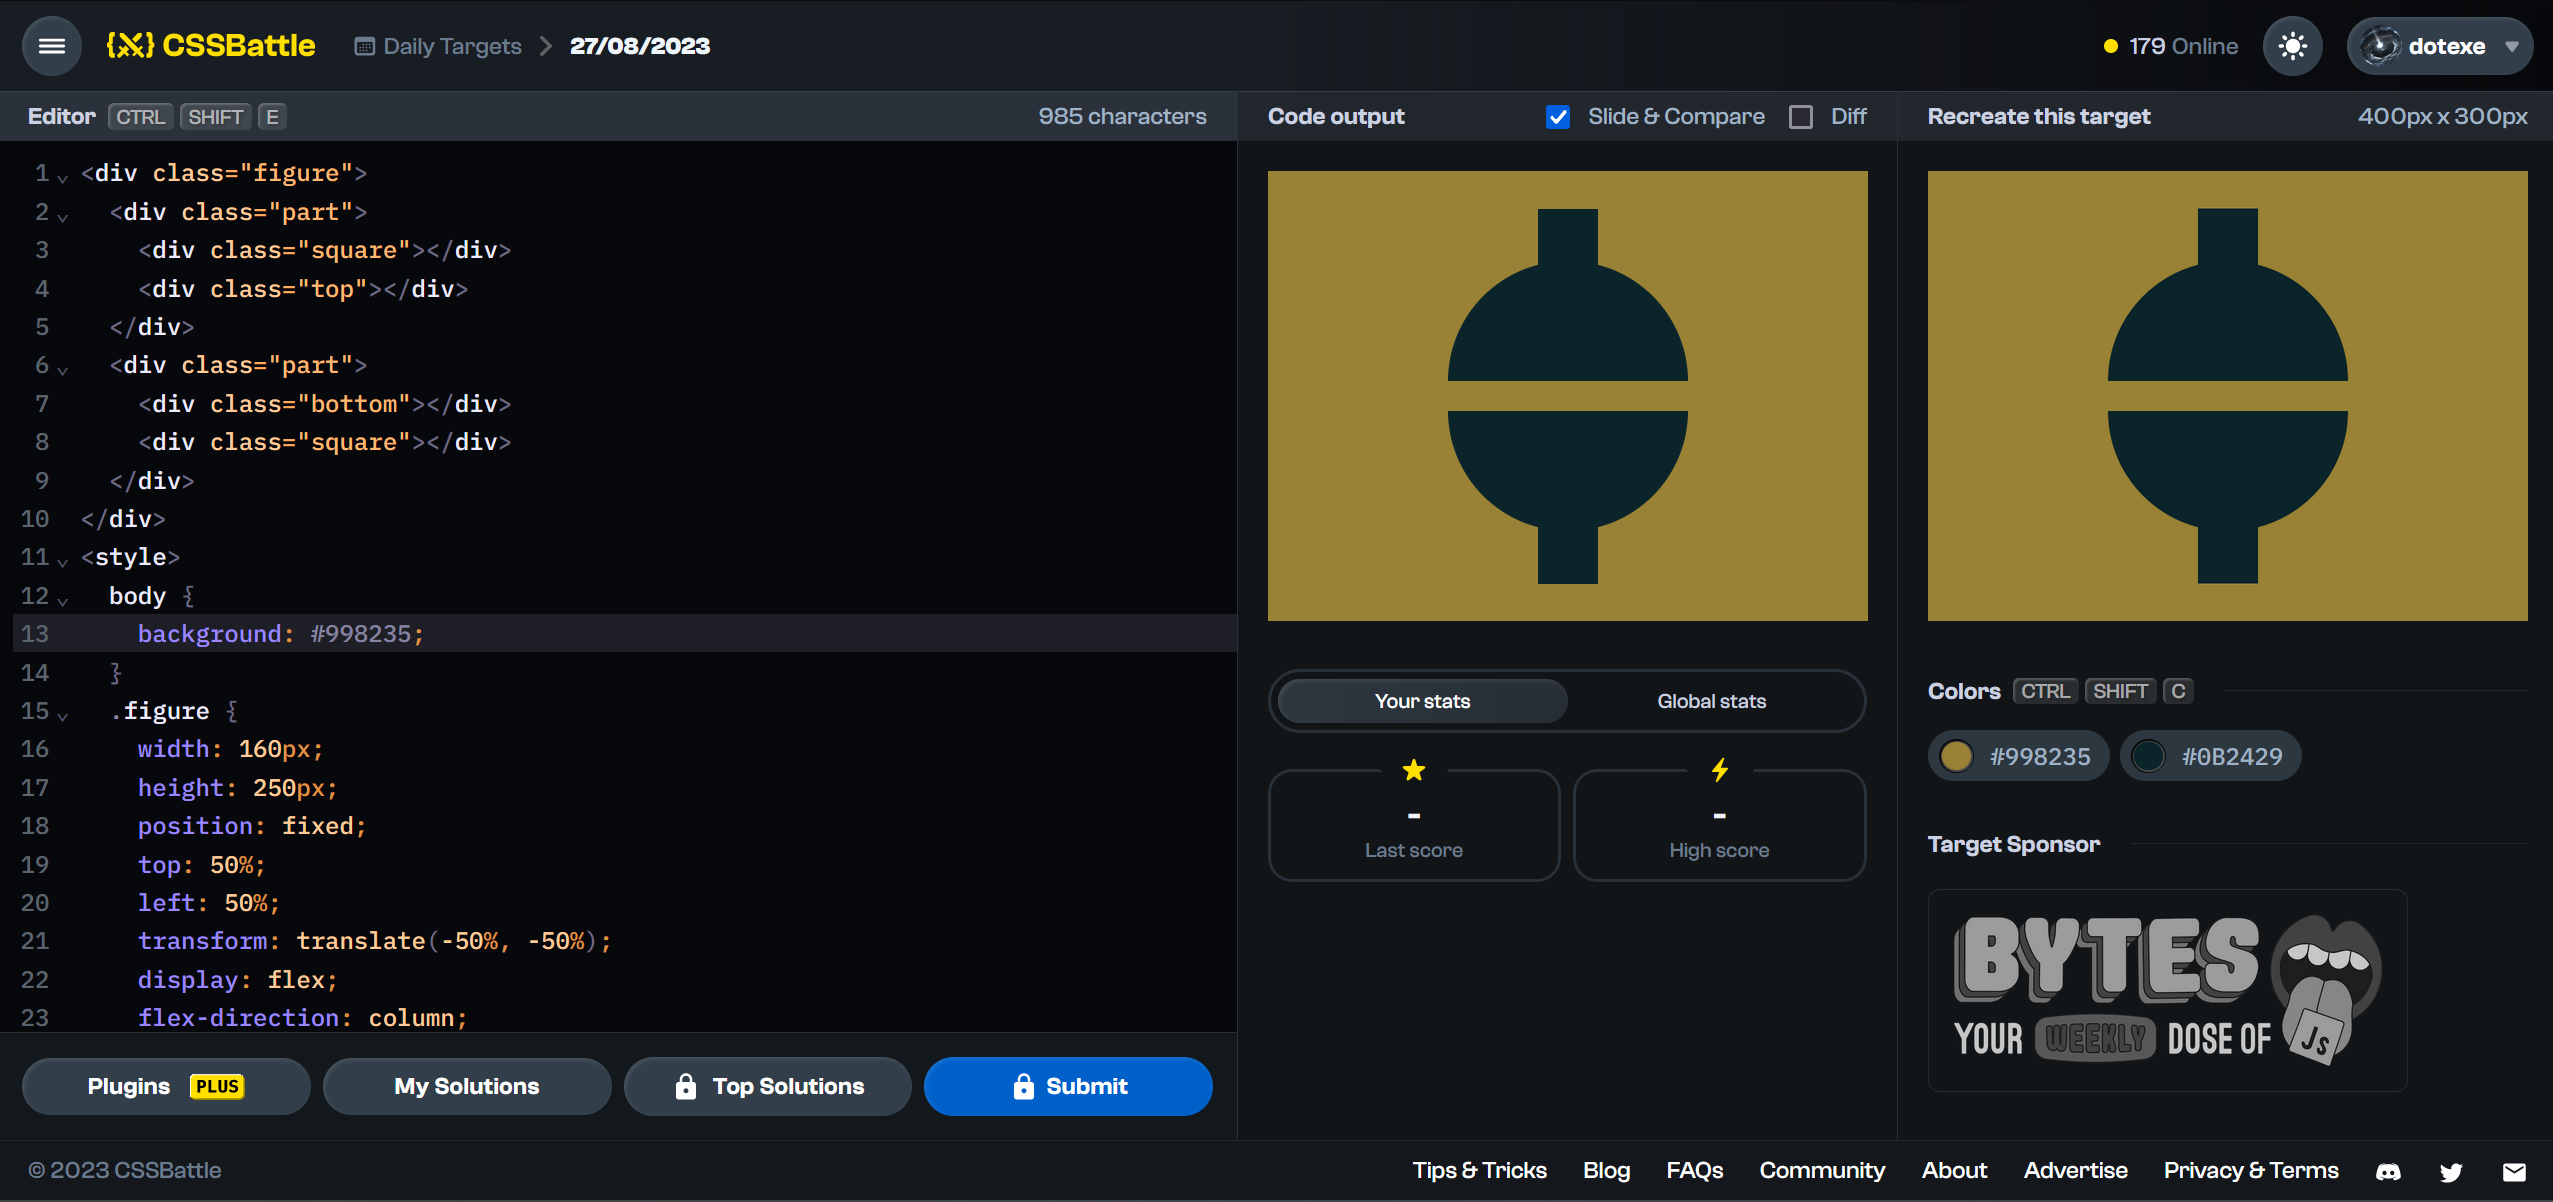 {X} CSSBattle Daily Targets 27/08/2023 179 Online dotexe
Editor CTRL SHIFT E 985 characters
Code output Slide & Compare Diff
Recreate this target 400px x 300px
1 <div class="figure">
2 <div class="part">
3 <div class="square"></div>
4 <div class="top"></div>
5 </div>
6 <div class="part">
7 <div class="bottom"></div>
8 <div class="square"></div>
9 </div>
10 </div>
11 <style>
12 body {
13 background: #998235;
14 }
15 .figure {
16 width: 160px;
17 height: 250px;
18 position: fixed;
19 top: 50%;
20 left: 50%;
21 transform: translate(-50%, -50%);
22 display: flex;
23 flex-direction: column;
Plugins PLUS My Solutions Top Solutions Submit
Your stats Global stats
- -
Last score High score
Colors CTRL SHIFT C
#998235 #0B2429
Target Sponsor
BYTES
YOUR WEEKLY DOSE OF JS
© 2023 CSSBattle Tips & Tricks Blog FAQs Community About Advertise Privacy & Terms